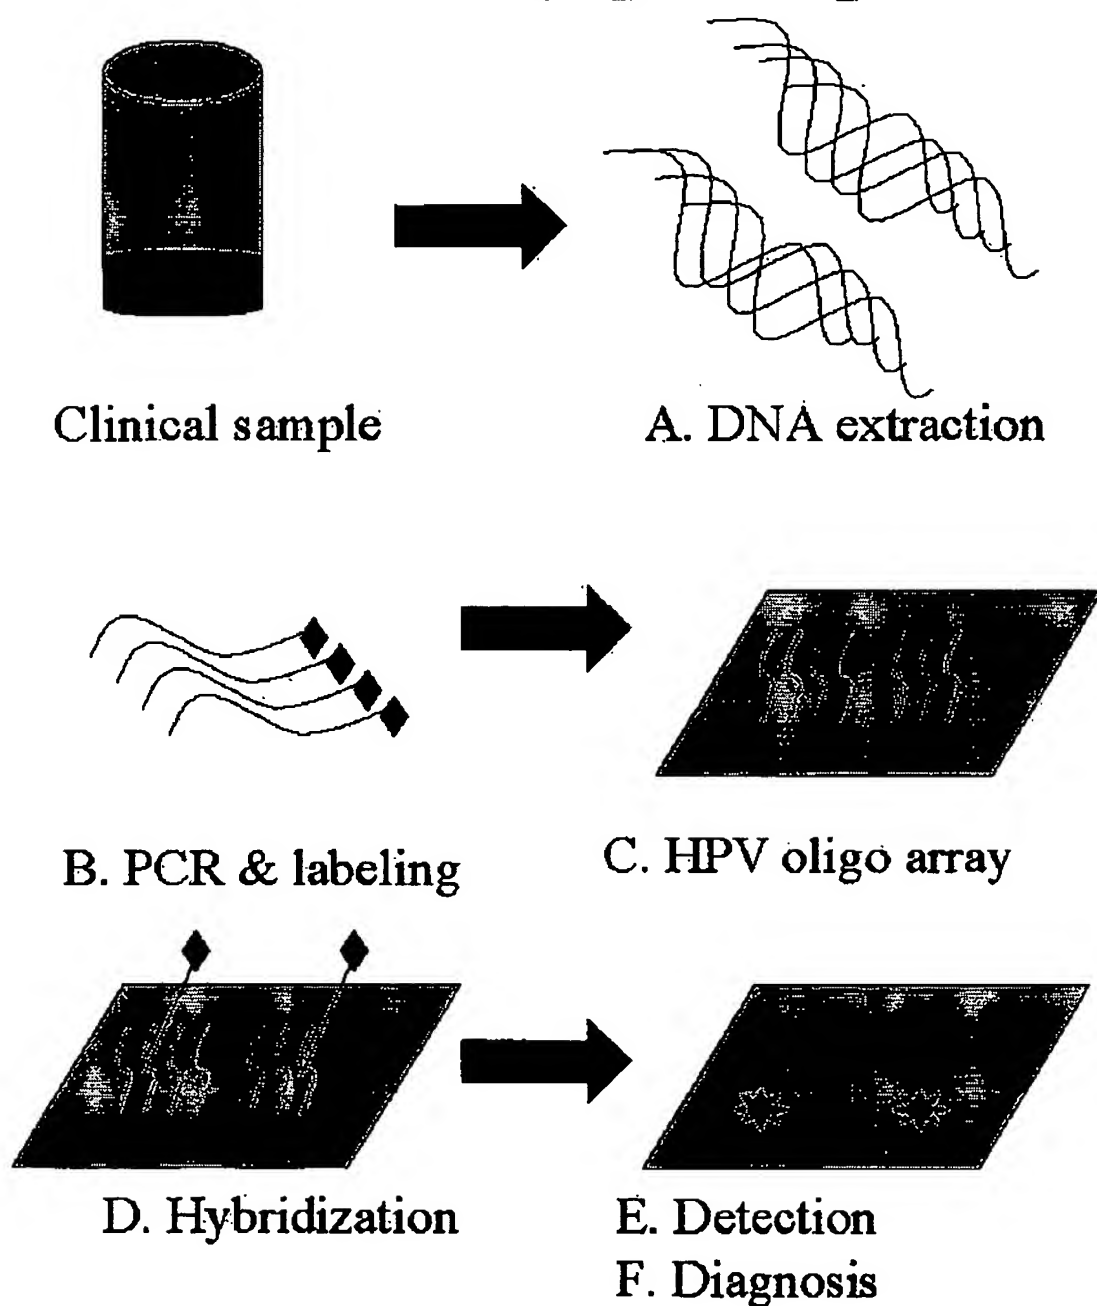 Clinical sample
A. DNA extraction
B. PCR & labeling
C. HPV oligo array
D. Hybridization
E. Detection
F. Diagnosis